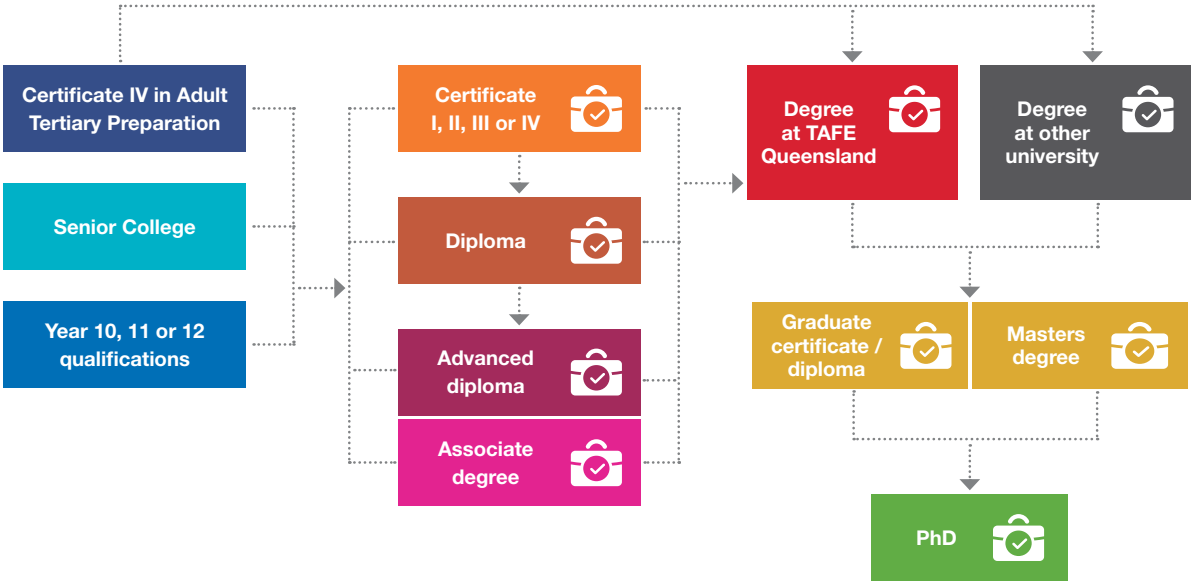 Certificate IV in Adult
Tertiary Preparation
Senior College
Year 10, 11 or 12
qualifications
Certificate
I, II, III or IV
Diploma
Advanced
diploma
Associate
degree
Degree
at TAFE
Queensland
Degree
at other
university
Graduate
certificate /
diploma
Masters
degree
PhD